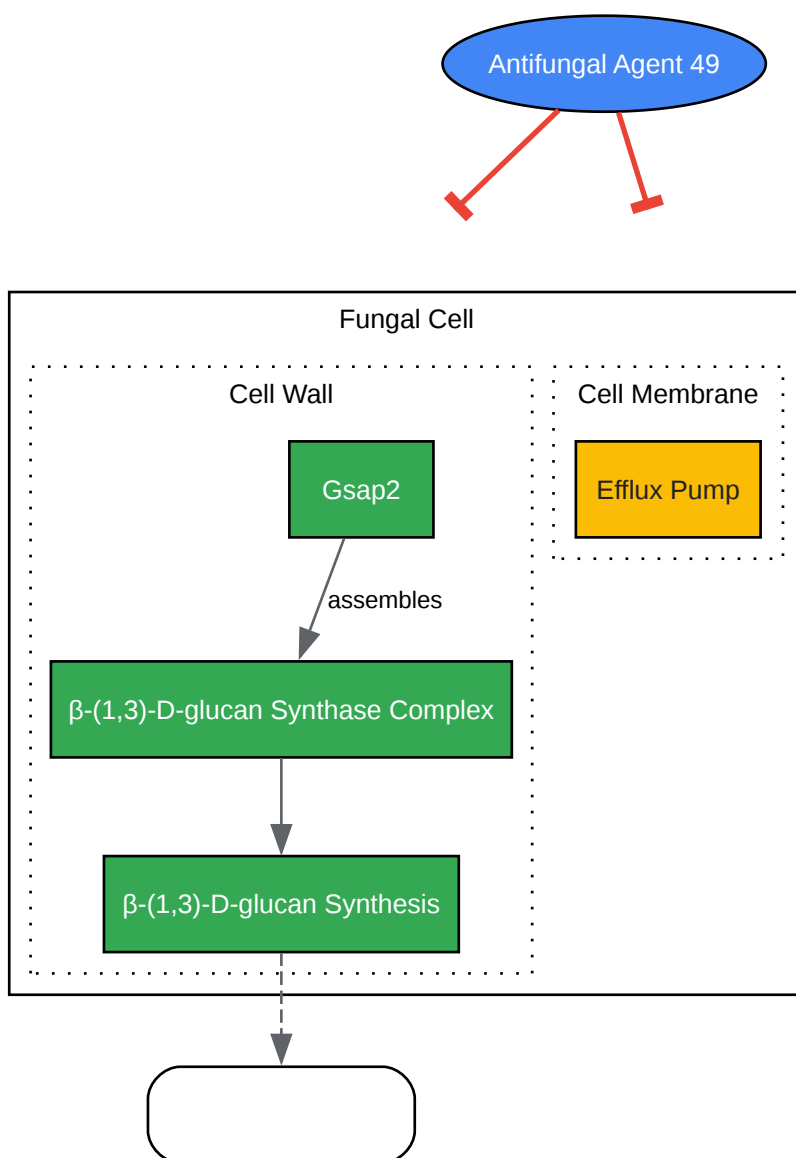 Antifungal Agent 49
Fungal Cell
Cell Wall
Cell Membrane
Gsap2
Efflux Pump
assembles
β-(1,3)-D-glucan Synthase Complex
β-(1,3)-D-glucan Synthesis